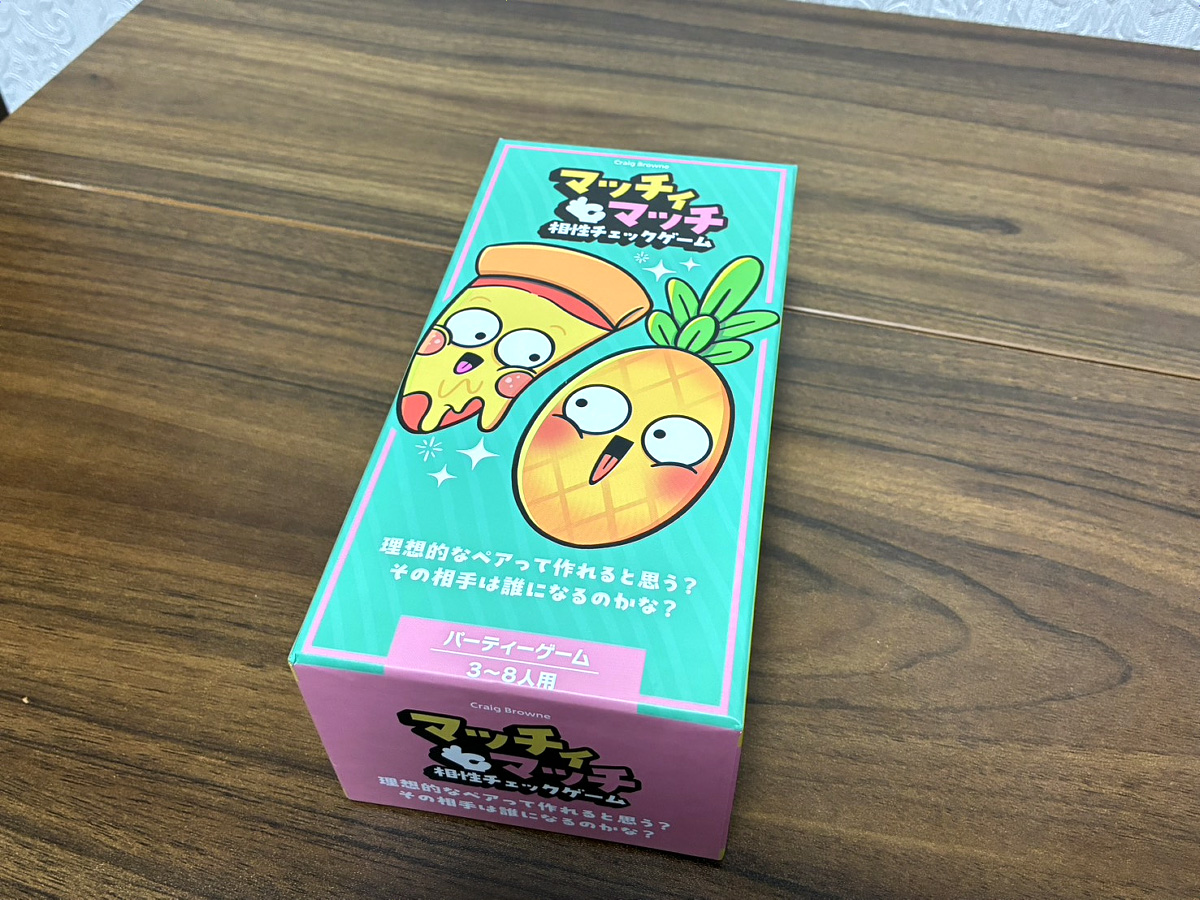 Craig Browne
マッチィ
マッチ
相性チェックゲーム
理想的なペアって作れると思う?
その相手は誰になるのかな?
パーティーゲーム
3〜8人用
Craig Browne
マッチィ
マッチ
相性チェックゲーム
理想的なペアって作れると思う?
その相手は誰になるのかな?